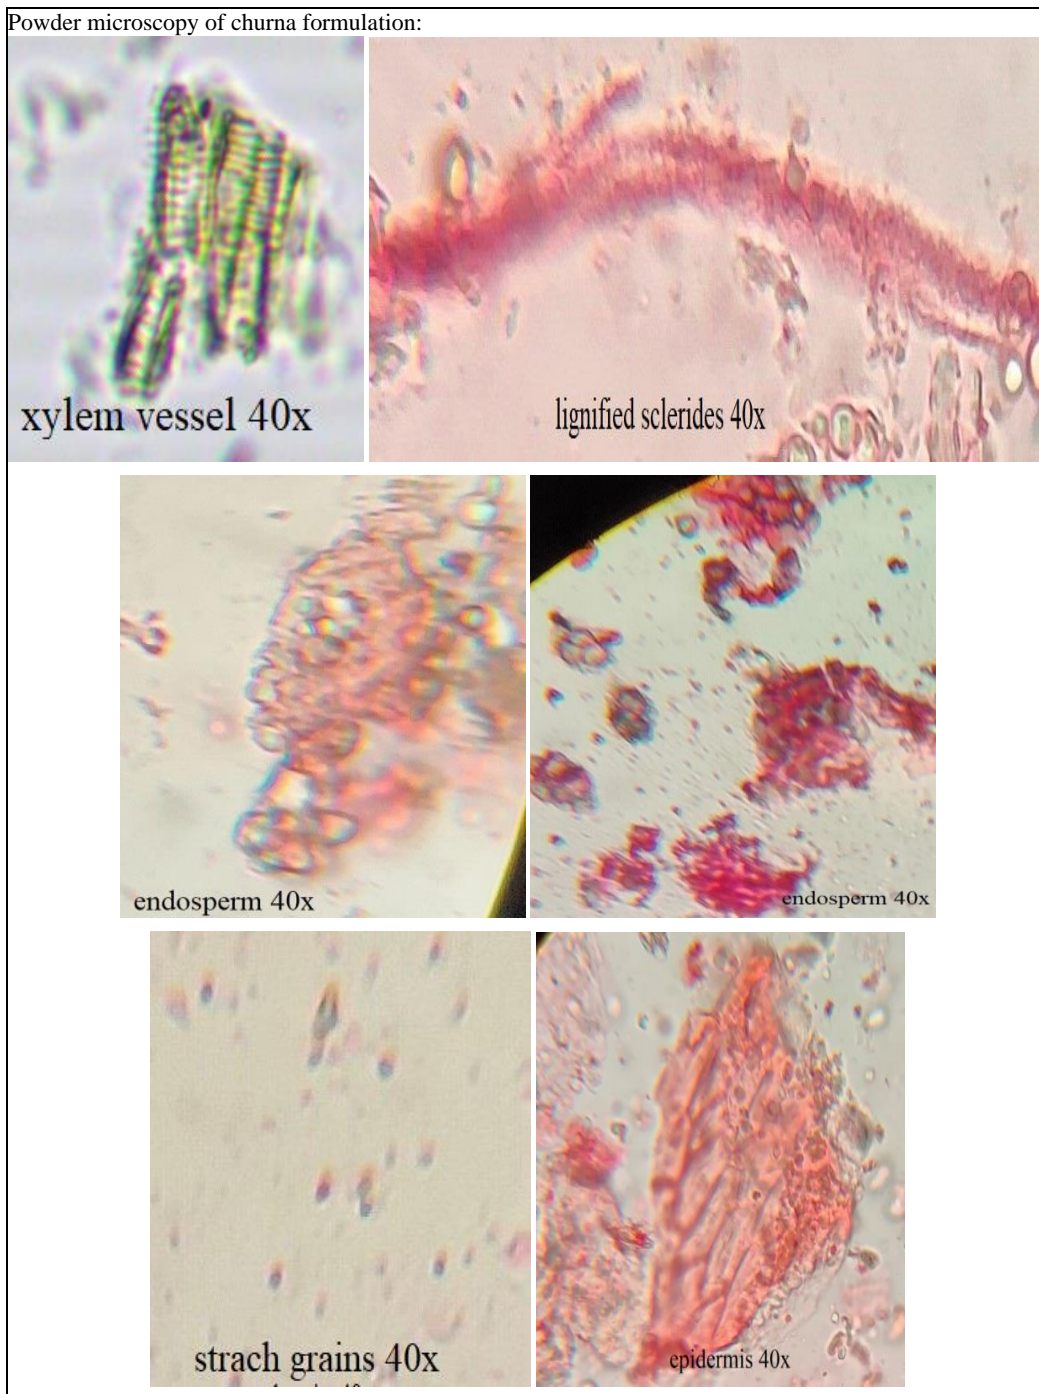 Powder microscopy of churna formulation:
xylem vessel 40x
lignified sclerides 40x
endosperm 40x
endosperm 40x
strach grains 40x
epidermis 40x